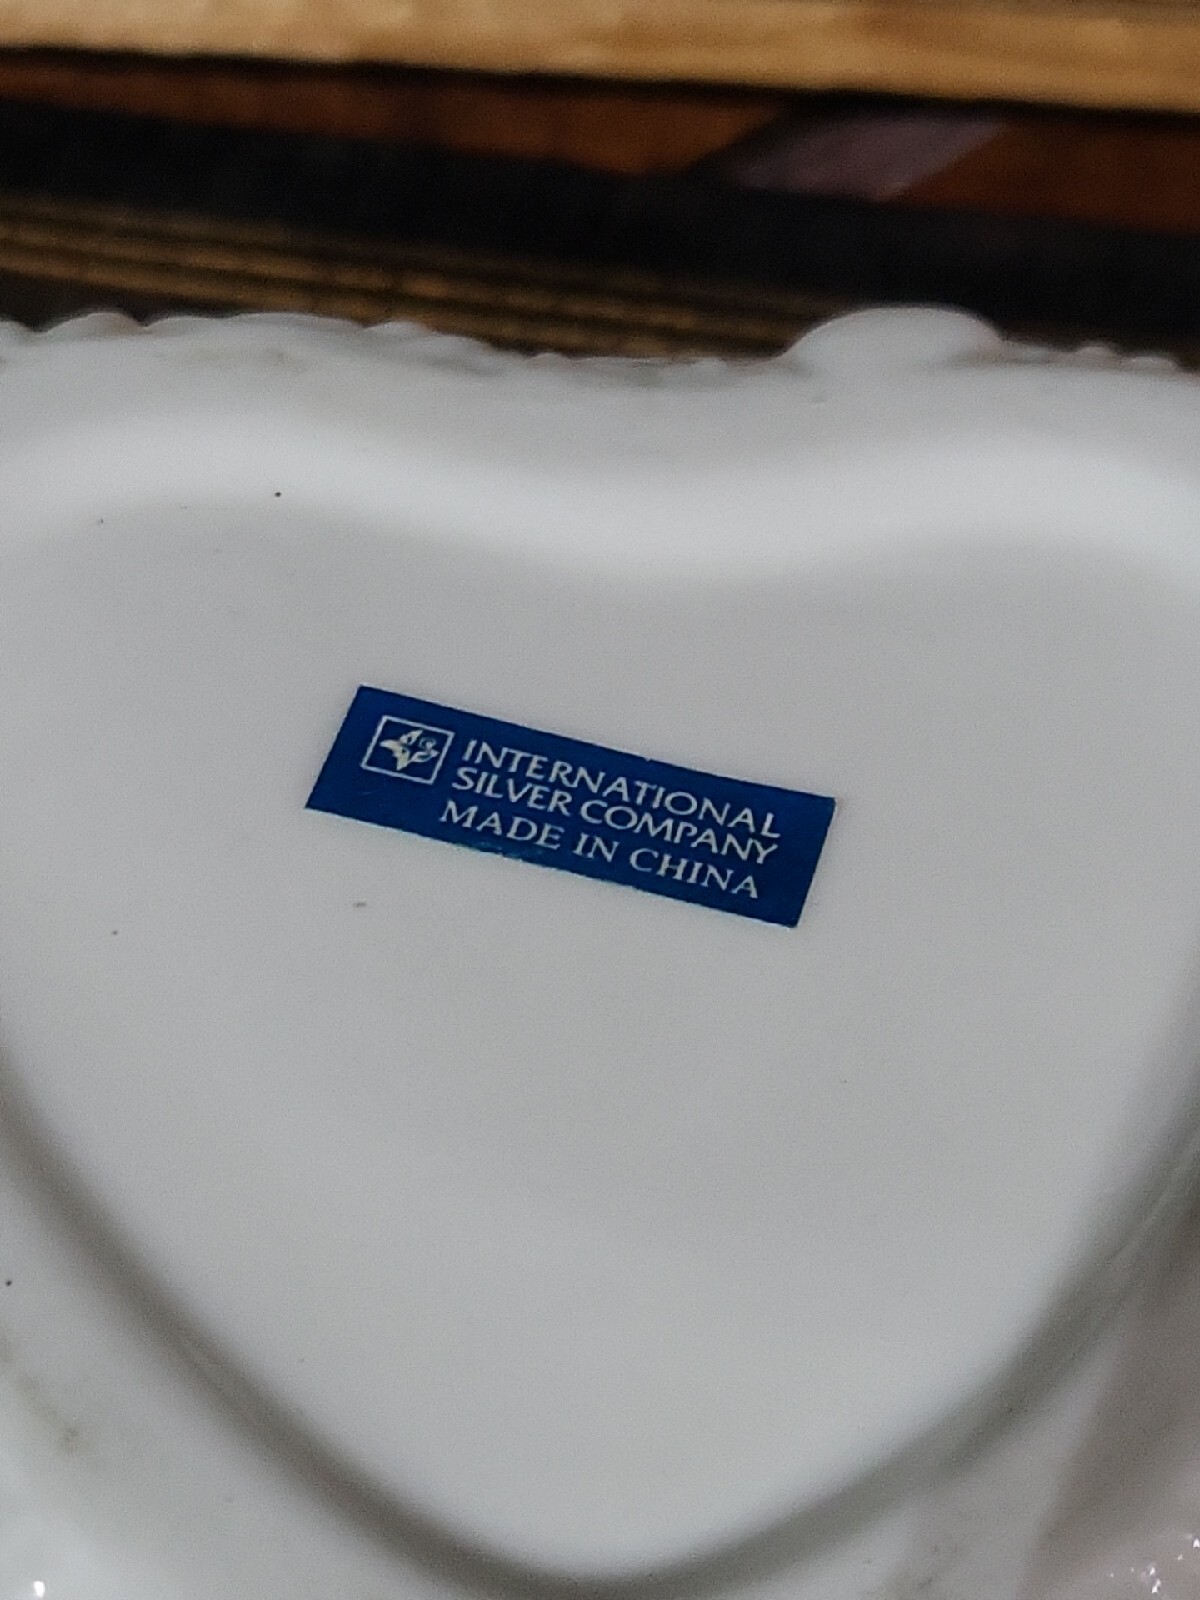 INTERNATIONAL
SILVER COMPANY
MADE IN CHINA